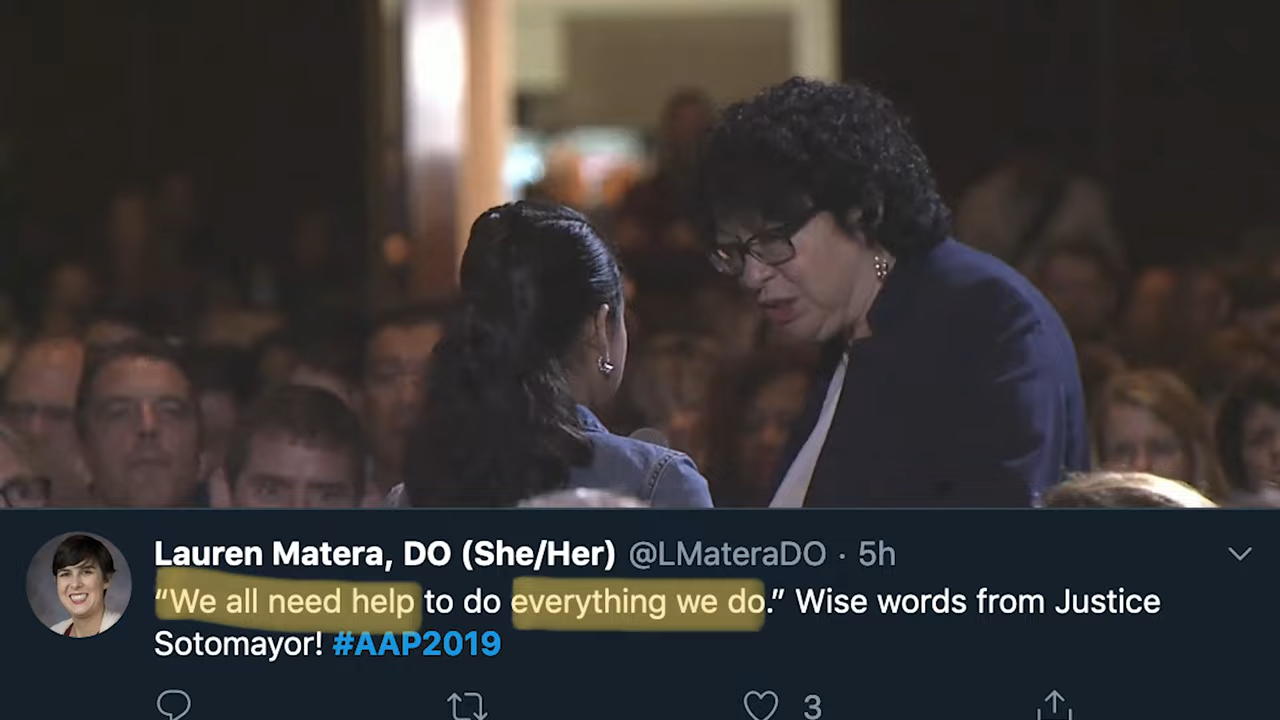 Lauren Matera, DO (She/Her) @LMateraDO · 5h
“We all need help to do everything we do.” Wise words from Justice
Sotomayor! #AAP2019
3